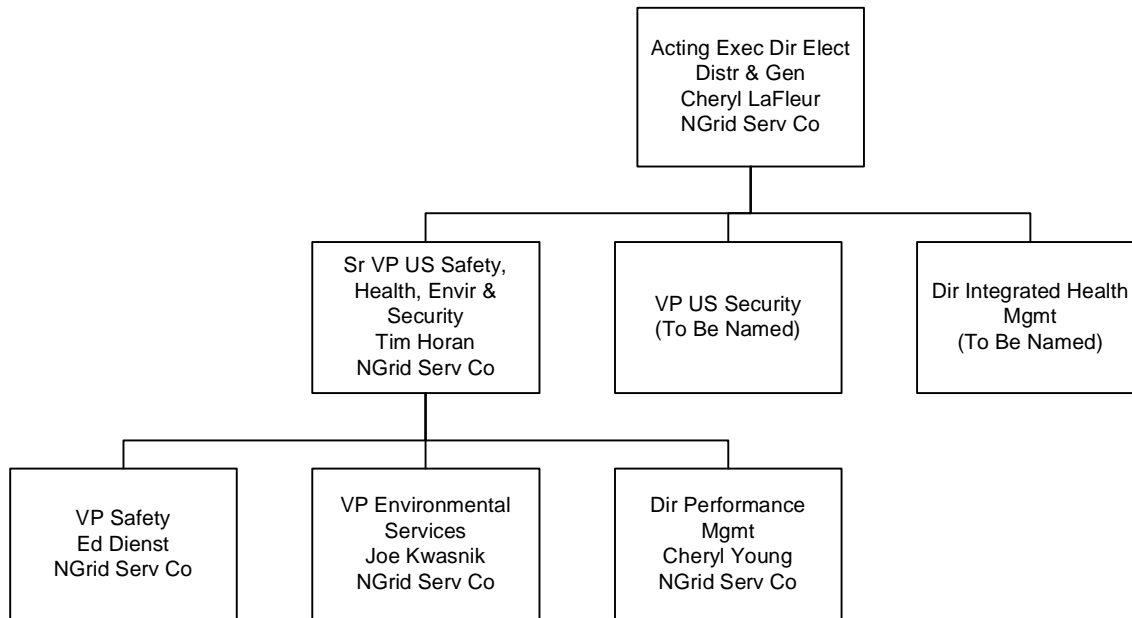 Acting Exec Dir Elect
Distr & Gen
Cheryl LaFleur
NGrid Serv Co
Sr VP US Safety,
Health, Envir &
Security
Tim Horan
NGrid Serv Co
VP US Security
(To Be Named)
Dir Integrated Health
Mgmt
(To Be Named)
VP Safety
Ed Dienst
NGrid Serv Co
VP Environmental
Services
Joe Kwasnik
NGrid Serv Co
Dir Performance
Mgmt
Cheryl Young
NGrid Serv Co